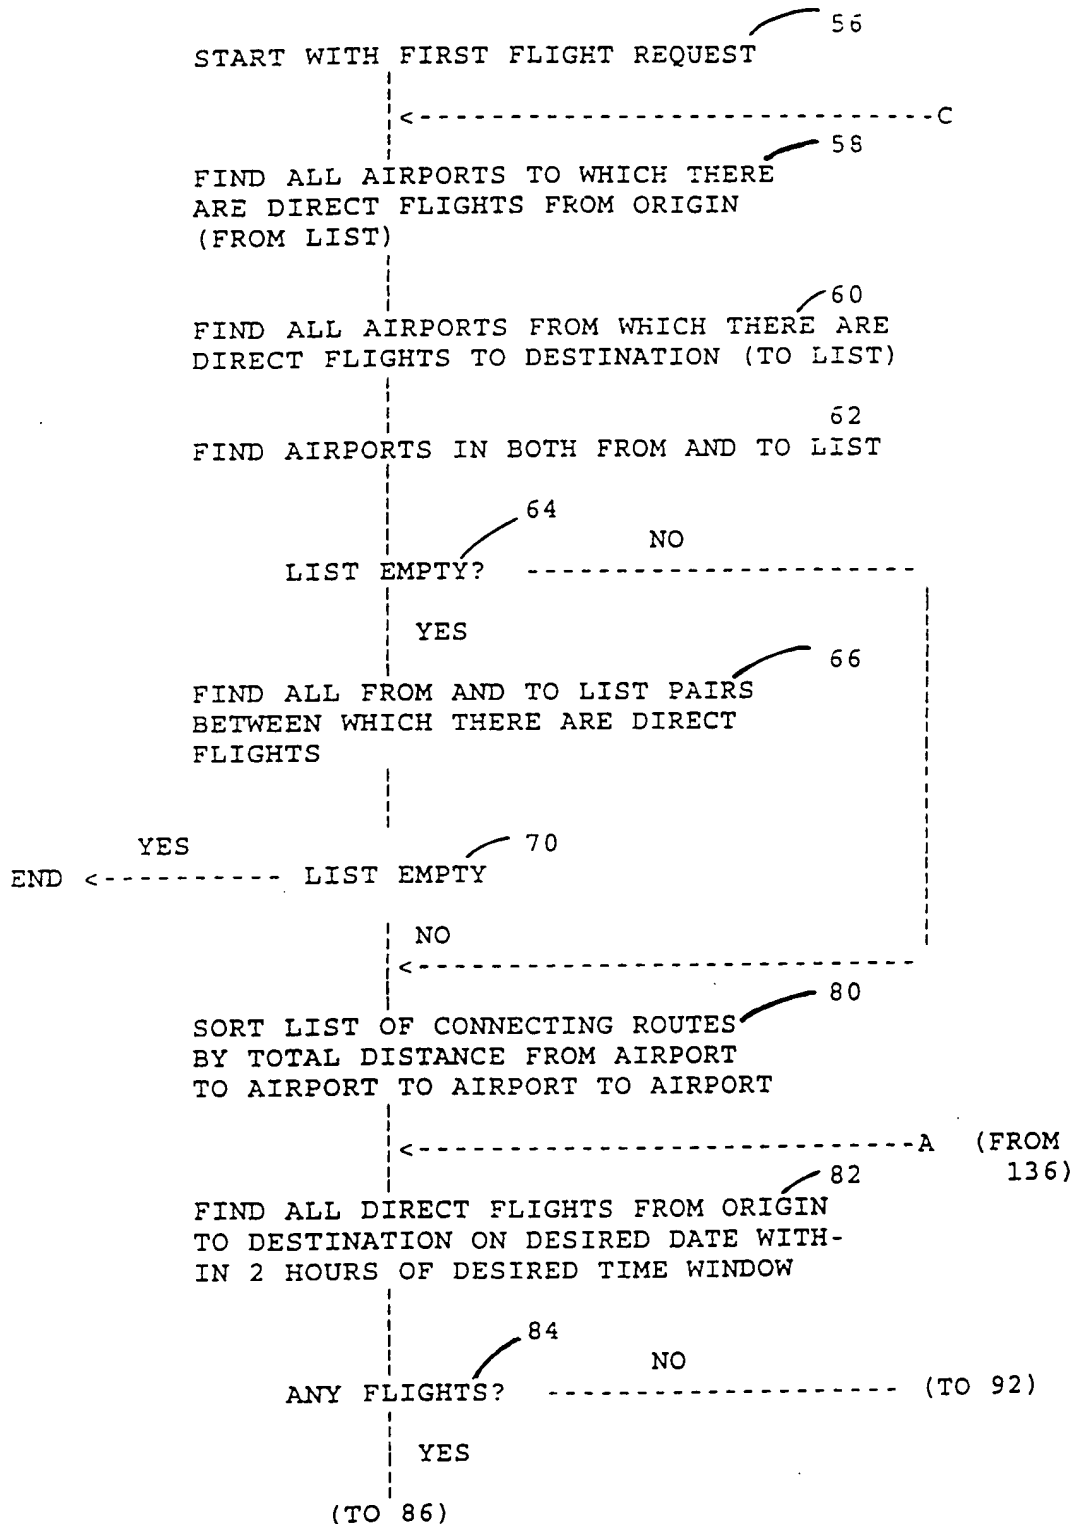 56
START WITH FIRST FLIGHT REQUEST
C
58
FIND ALL AIRPORTS TO WHICH THERE
ARE DIRECT FLIGHTS FROM ORIGIN
(FROM LIST)
60
FIND ALL AIRPORTS FROM WHICH THERE ARE
DIRECT FLIGHTS TO DESTINATION (TO LIST)
62
FIND AIRPORTS IN BOTH FROM AND TO LIST
64
NO
LIST EMPTY?
YES
66
FIND ALL FROM AND TO LIST PAIRS
BETWEEN WHICH THERE ARE DIRECT
FLIGHTS
YES
70
END <---------- LIST EMPTY
NO
80
SORT LIST OF CONNECTING ROUTES
BY TOTAL DISTANCE FROM AIRPORT
TO AIRPORT TO AIRPORT TO AIRPORT
A (FROM
136)
82
FIND ALL DIRECT FLIGHTS FROM ORIGIN
TO DESTINATION ON DESIRED DATE WITH-
IN 2 HOURS OF DESIRED TIME WINDOW
84
NO
ANY FLIGHTS? ------------------- (TO 92)
YES
(TO 86)